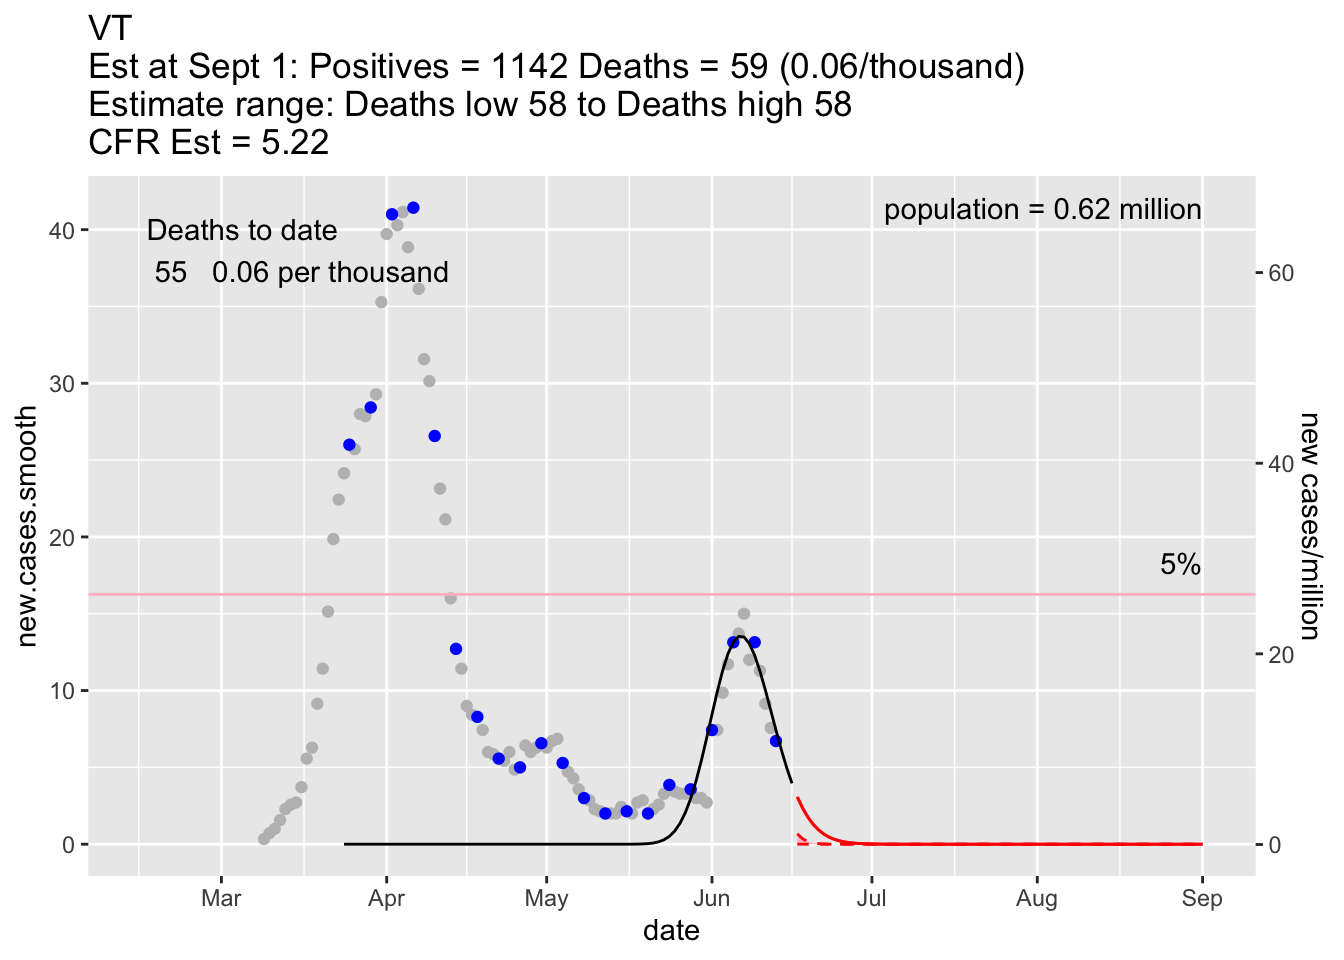 VT
Est at Sept 1: Positives = 1142 Deaths = 59 (0.06/thousand)
Estimate range: Deaths low 58 to Deaths high 58
CFR Est = 5.22
population = 0.62 million
Deaths to date
55 0.06 per thousand
5%
40
30
20
10
0
new.cases.smooth
60
40
20
0
new cases/million
Mar
Apr
May
Jun
Jul
Aug
Sep
date